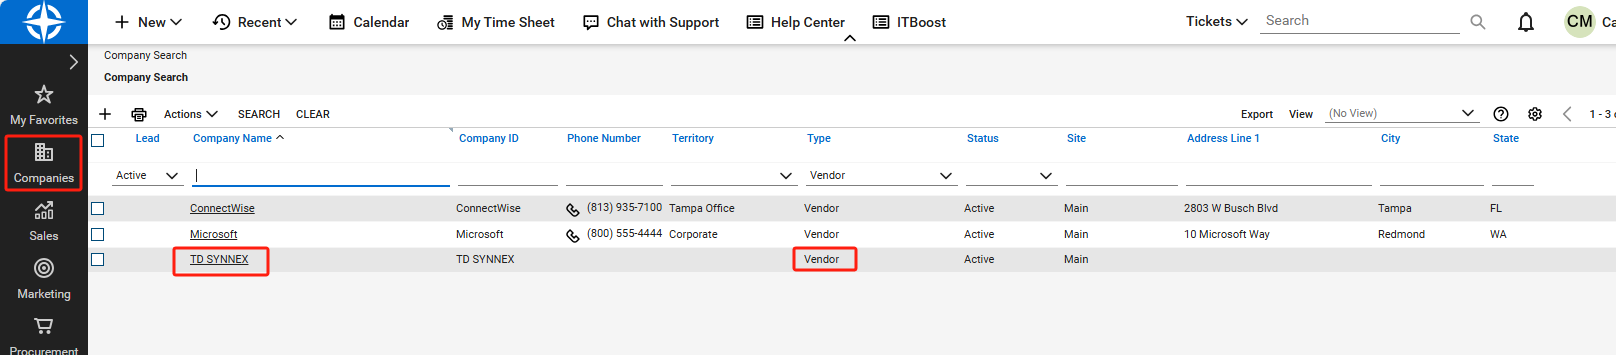 New Recent Calendar My Time Sheet Chat with Support Help Center ITBoost Tickets Search CM Ca
Company Search
Company Search
My Favorites
Companies
Sales
Marketing
Procurement
Actions SEARCH CLEAR Export View (No View) 1 - 3
Lead Company Name Company ID Phone Number Territory Type Status Site Address Line 1 City State
Active Vendor
ConnectWise ConnectWise (813) 935-7100 Tampa Office Vendor Active Main 2803 W Busch Blvd Tampa FL
Microsoft Microsoft (800) 555-4444 Corporate Vendor Active Main 10 Microsoft Way Redmond WA
TD SYNNEX TD SYNNEX Vendor Active Main